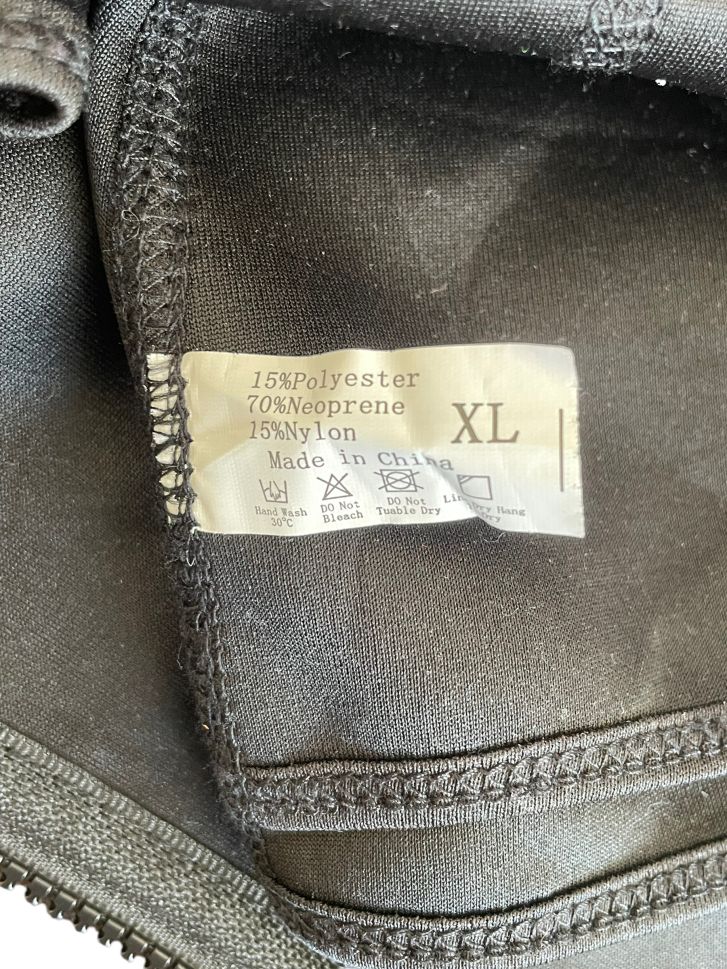 15%Polyester
70%Neoprene
15%Nylon
XL
Made in China
Hand Wash
30°C
DO Not
Bleach
DO Not
Tuable Dry
Hang